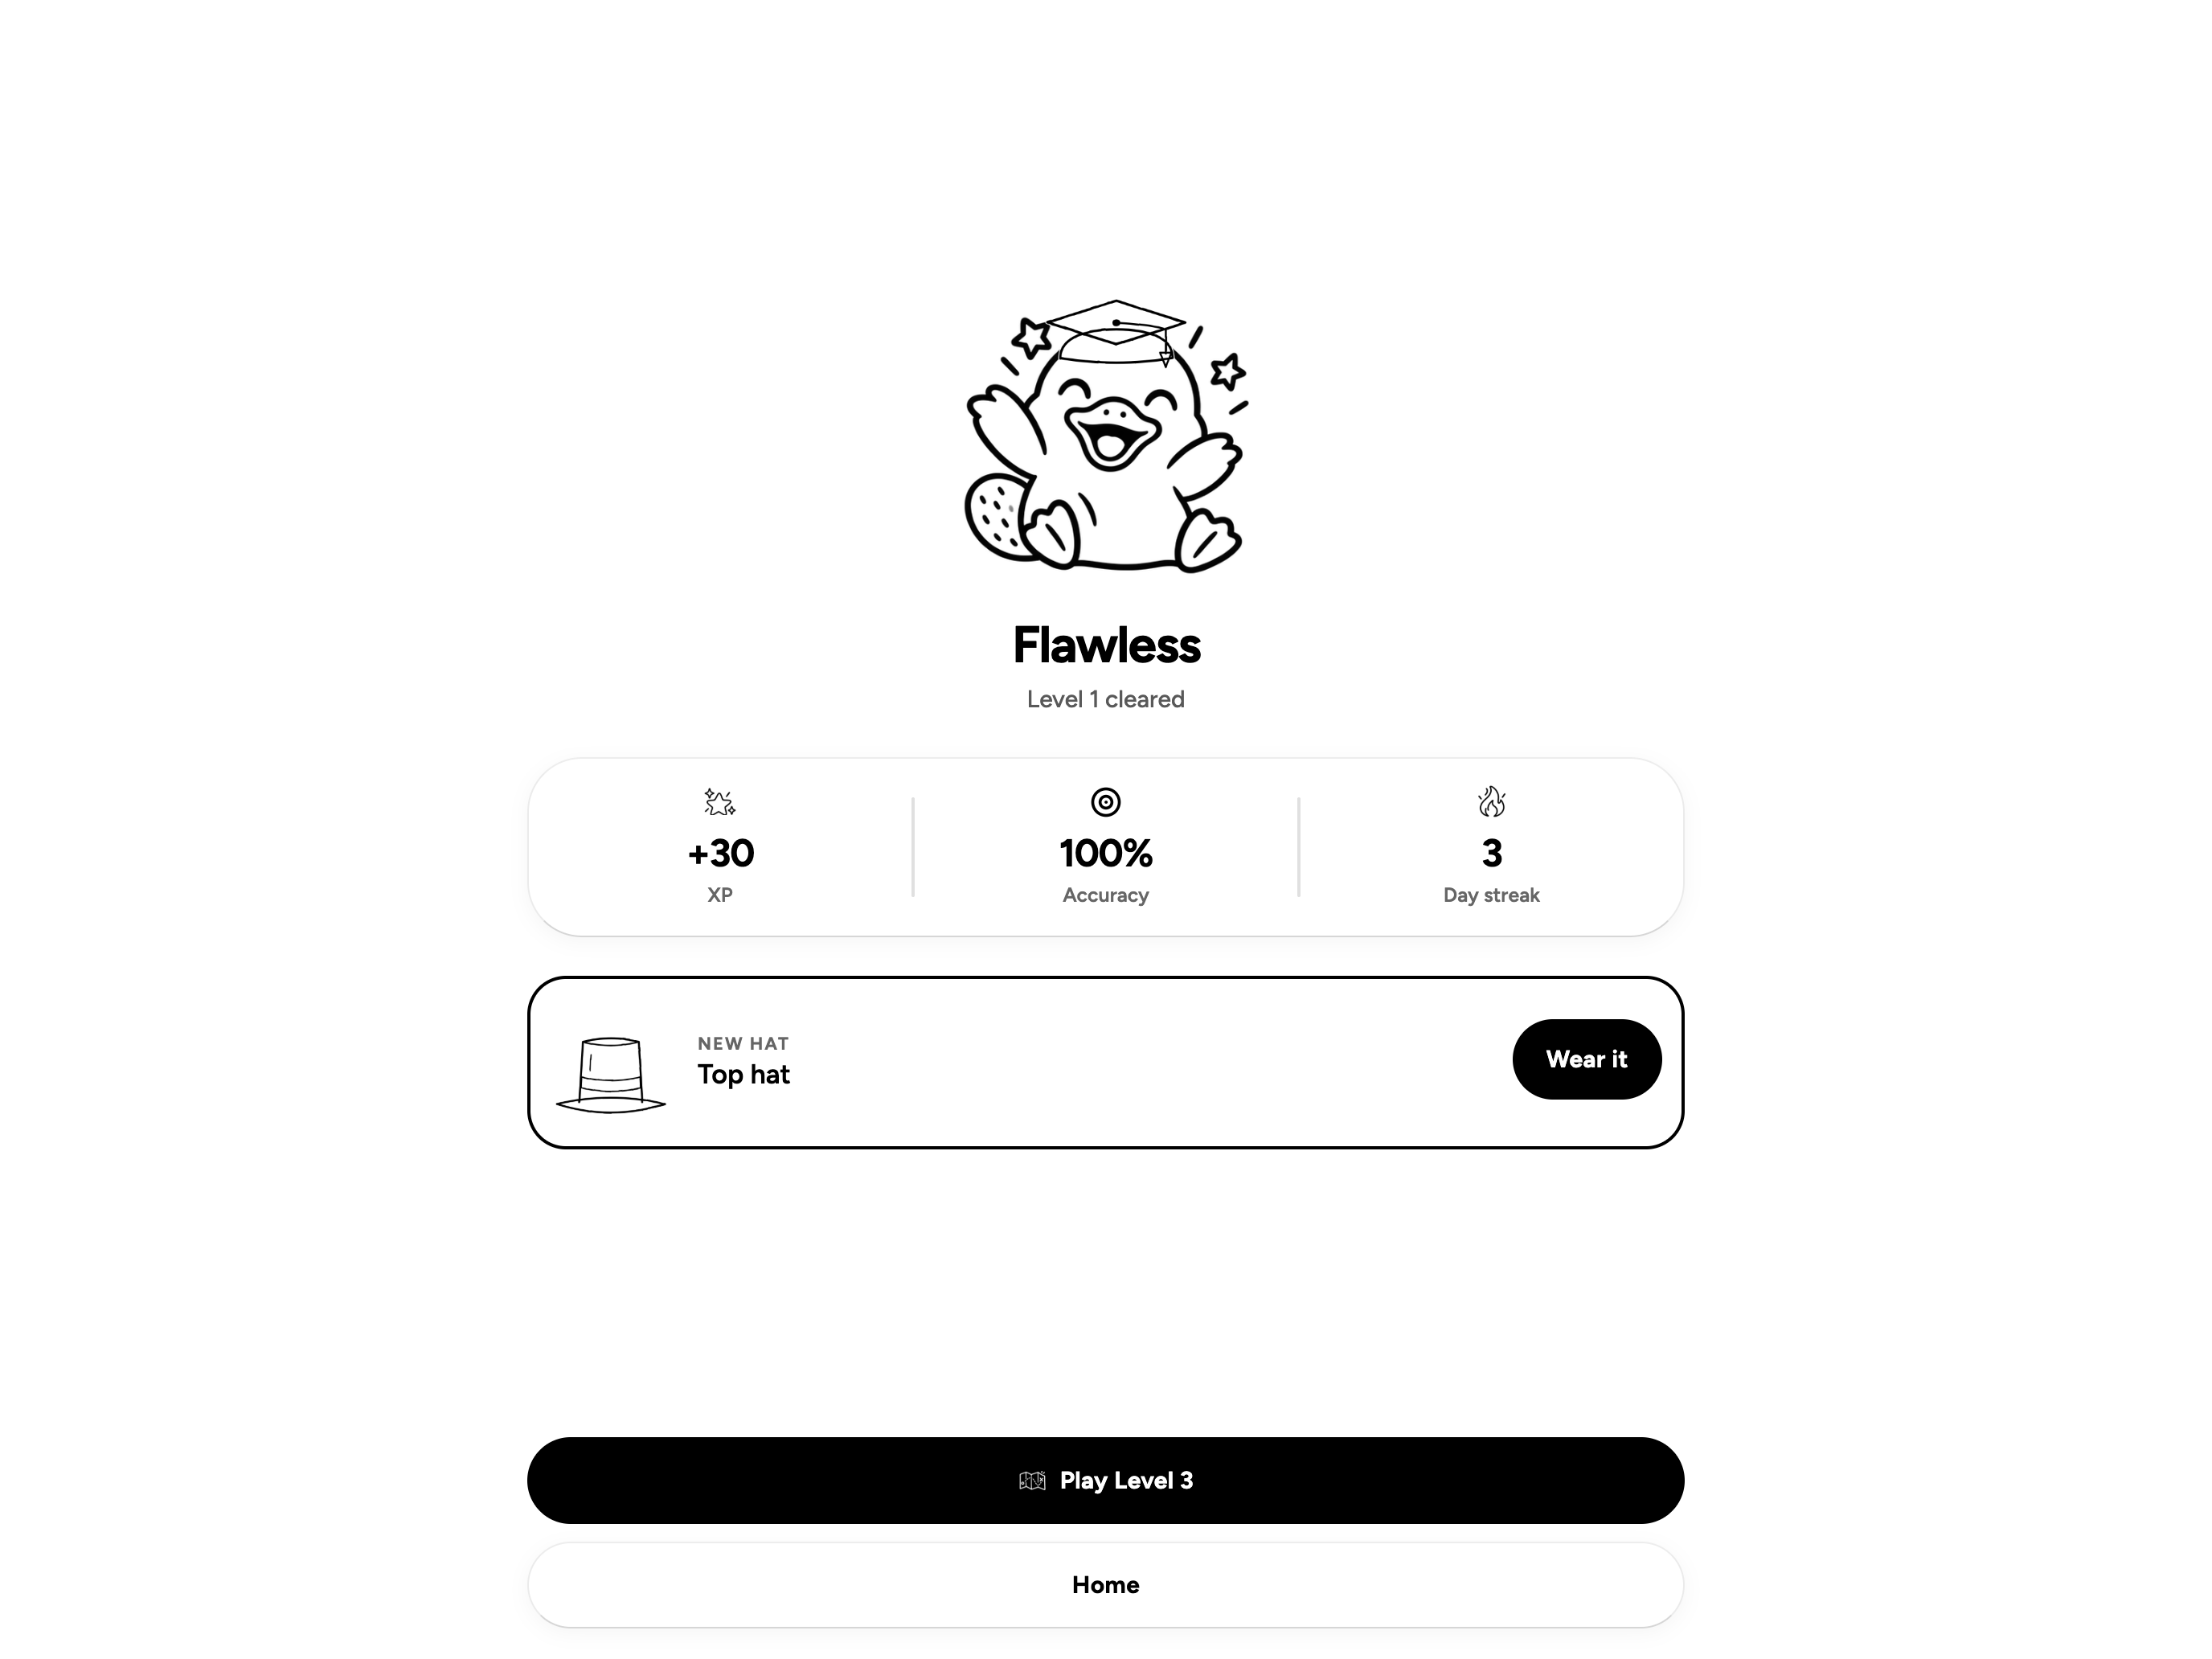 Flawless
Level 1 cleared
+30
XP
100%
Accuracy
3
Day streak
NEW HAT
Top hat
Wear it
Play Level 3
Home